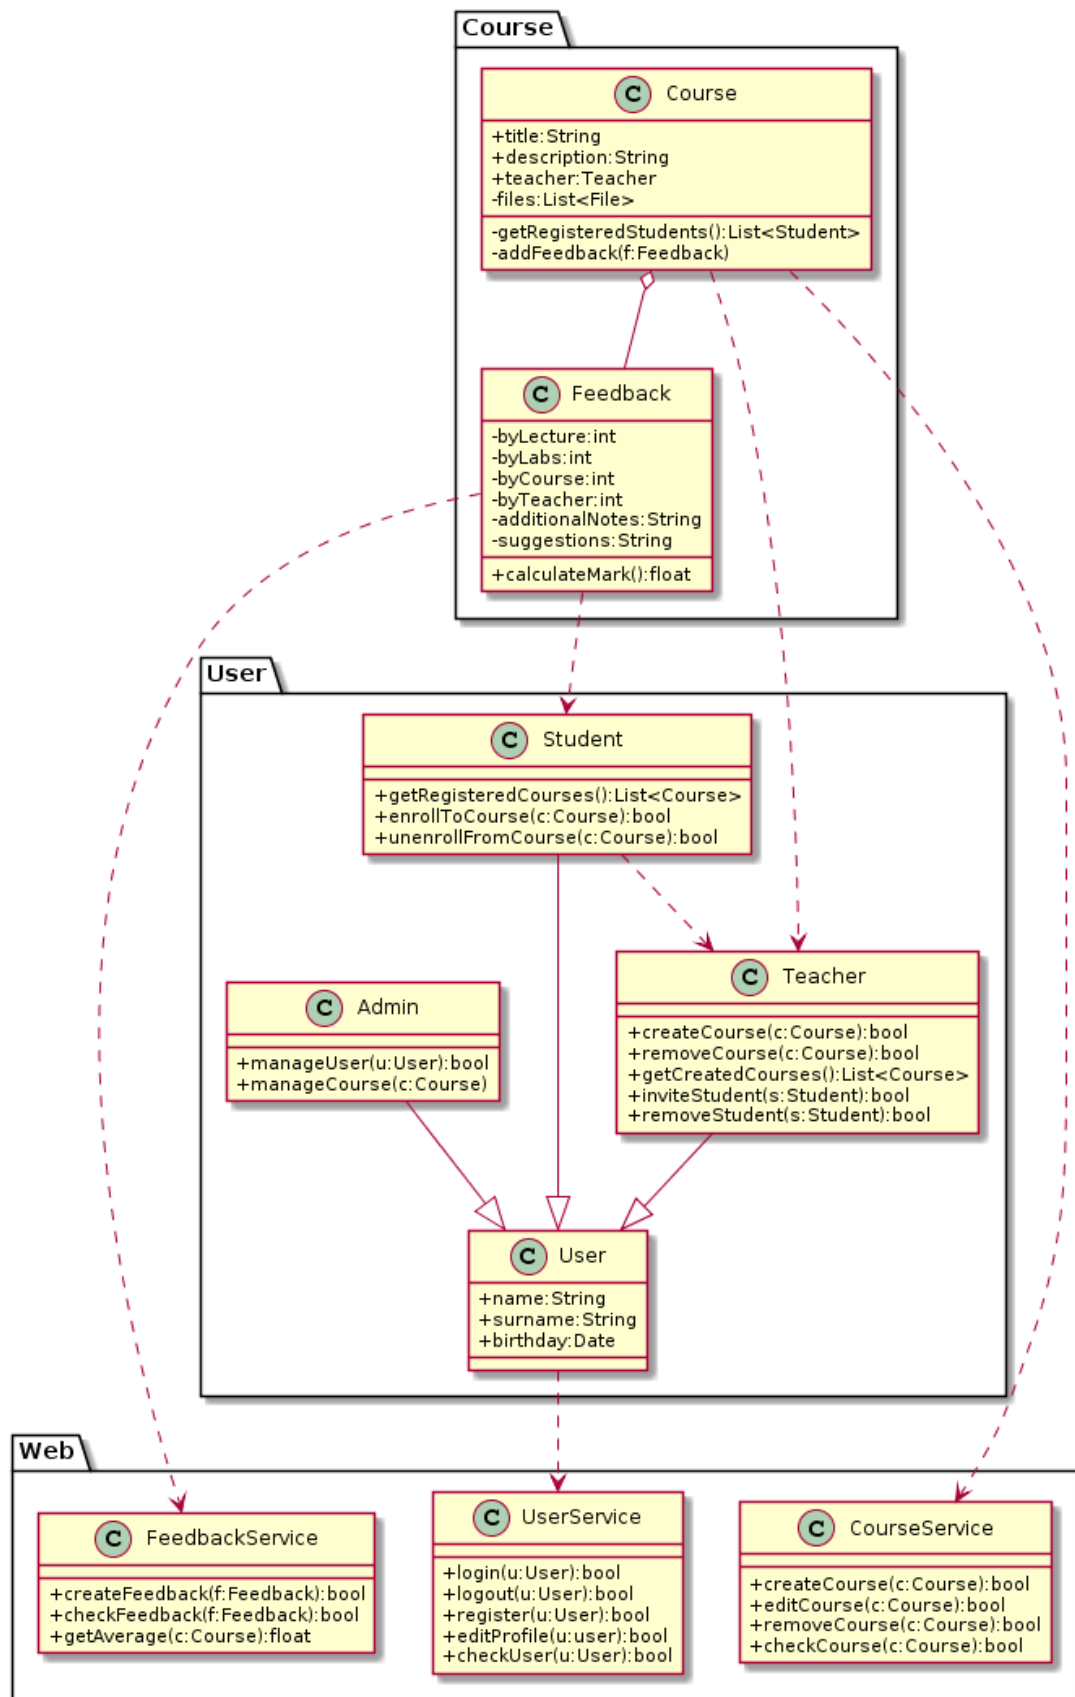 Course
C Course
+title:String
+description:String
+teacher:Teacher
-files:List<File>
-getRegisteredStudents():List<Student>
-addFeedback(f:Feedback)
C Feedback
-byLecture:int
-byLabs:int
-byCourse:int
-byTeacher:int
-additionalNotes:String
-suggestions:String
+calculateMark():float
User
C Student
+getRegisteredCourses():List<Course>
+enrollToCourse(c:Course):bool
+unenrollFromCourse(c:Course):bool
C Admin
+manageUser(u:User):bool
+manageCourse(c:Course)
C Teacher
+createCourse(c:Course):bool
+removeCourse(c:Course):bool
+getCreatedCourses():List<Course>
+inviteStudent(s:Student):bool
+removeStudent(s:Student):bool
C User
+name:String
+surname:String
+birthday:Date
Web
C FeedbackService
+createFeedback(f:Feedback):bool
+checkFeedback(f:Feedback):bool
+getAverage(c:Course):float
C UserService
+login(u:User):bool
+logout(u:User):bool
+register(u:User):bool
+editProfile(u:user):bool
+checkUser(u:User):bool
C CourseService
+createCourse(c:Course):bool
+editCourse(c:Course):bool
+removeCourse(c:Course):bool
+checkCourse(c:Course):bool